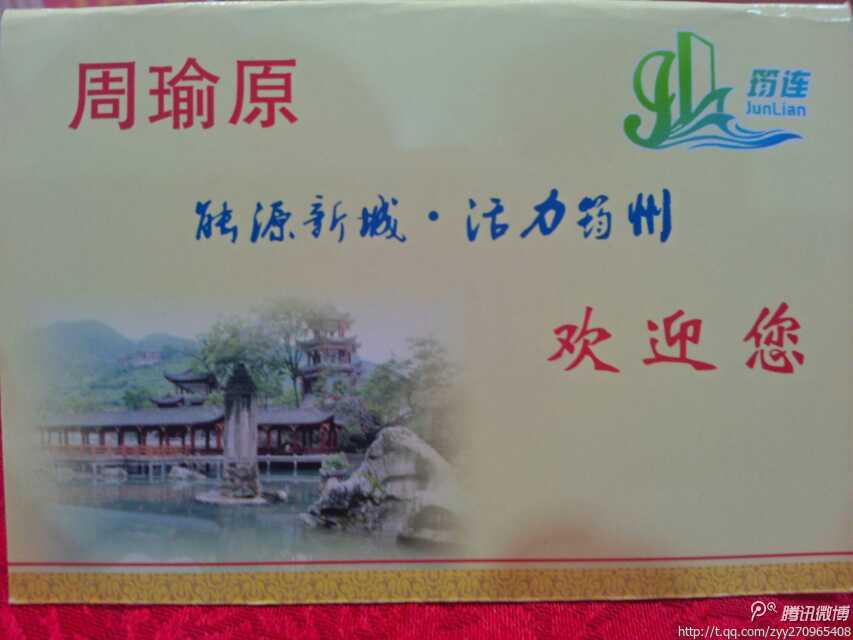 周瑜原
筠连
JunLian
能源新城·活力筠州
欢迎您
腾讯微博
http://t.qq.com/zyy270965408